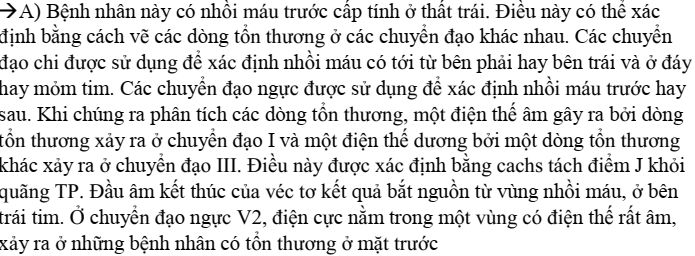 →A) Bệnh nhân này có nhồi máu trước cấp tính ở thất trái. Điều này có thể xác
định bằng cách vẽ các dòng tổn thương ở các chuyển đạo khác nhau. Các chuyển
đạo chi được sử dụng để xác định nhồi máu có tới từ bên phải hay bên trái và ở đáy
hay mỏm tim. Các chuyển đạo ngực được sử dụng để xác định nhồi máu trước hay
sau. Khi chúng ra phân tích các dòng tổn thương, một điện thế âm gây ra bởi dòng
tổn thương xảy ra ở chuyển đạo I và một điện thế dương bởi một dòng tổn thương
khác xảy ra ở chuyển đạo III. Điều này được xác định bằng cachs tách điểm J khỏi
quãng TP. Đầu âm kết thúc của véc tơ kết quả bắt nguồn từ vùng nhồi máu, ở bên
trái tim. Ở chuyển đạo ngực V2, điện cực nằm trong một vùng có điện thế rất âm,
xảy ra ở những bệnh nhân có tổn thương ở mặt trước